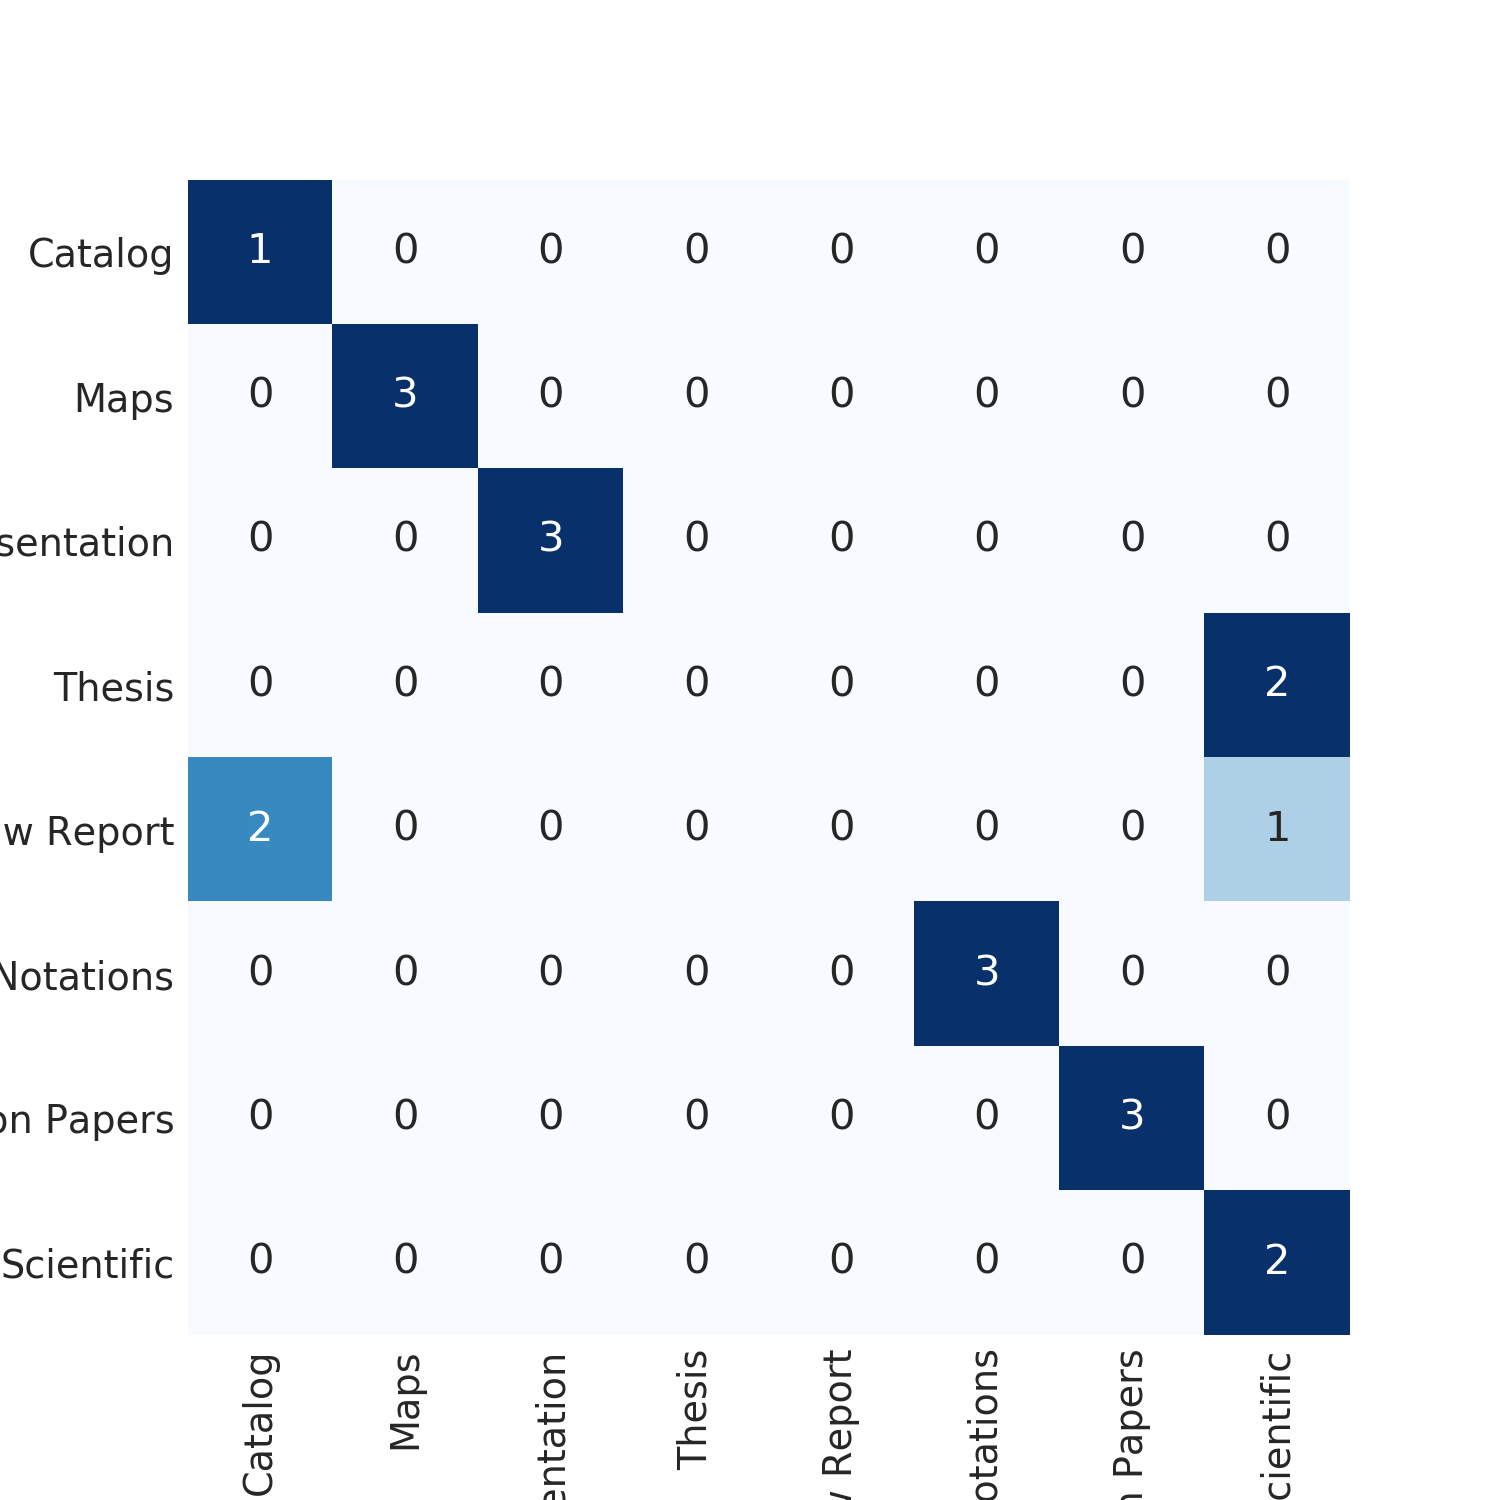 Catalog 1 0 0 0 0 0 0 0
Maps 0 3 0 0 0 0 0 0
sentation 0 0 3 0 0 0 0 0
Thesis 0 0 0 0 0 0 0 2
w Report 2 0 0 0 0 0 0 1
Notations 0 0 0 0 0 3 0 0
on Papers 0 0 0 0 0 0 3 0
Scientific 0 0 0 0 0 0 0 2
Catalog
Maps
entation
Thesis
w Report
otations
n Papers
cientific